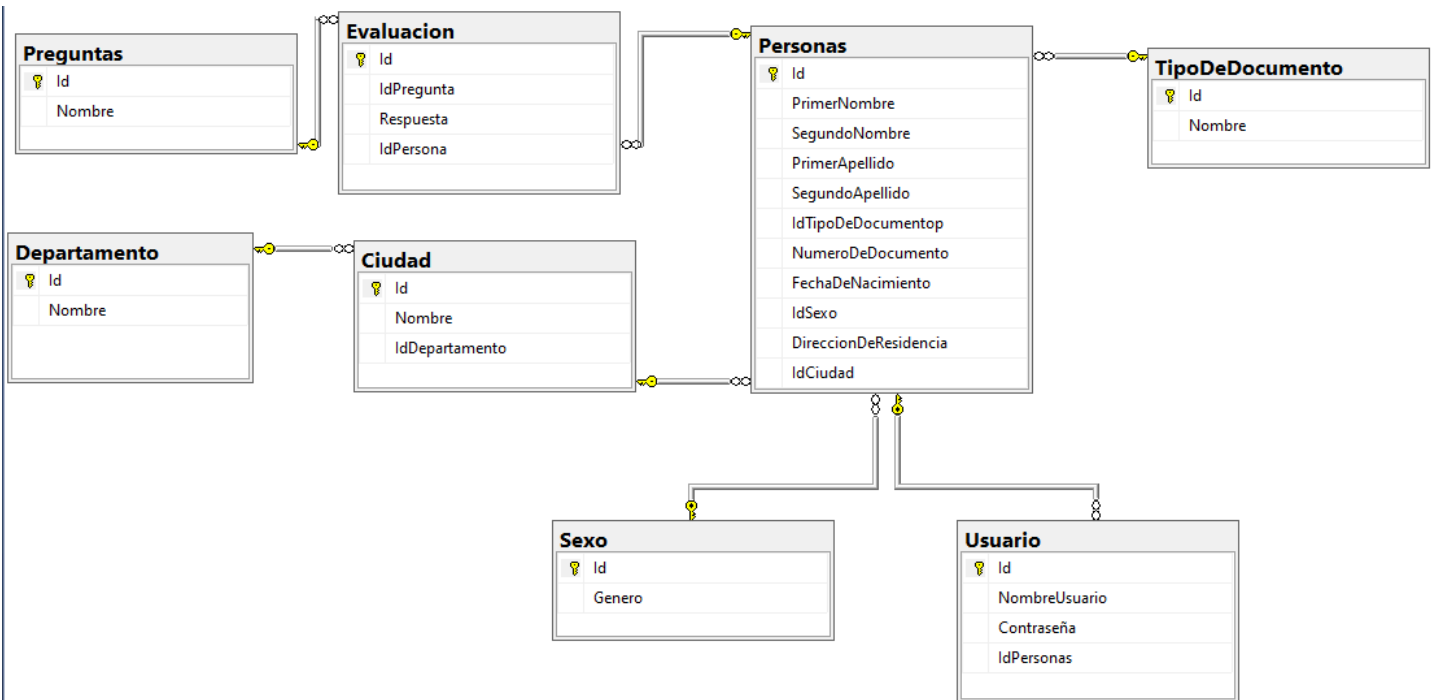 Preguntas
Id
Nombre
Evaluacion
Id
IdPregunta
Respuesta
IdPersona
Personas
Id
PrimerNombre
SegundoNombre
PrimerApellido
SegundoApellido
IdTipoDeDocumentop
NumeroDeDocumento
FechaDeNacimiento
IdSexo
DireccionDeResidencia
IdCiudad
TipoDeDocumento
Id
Nombre
Departamento
Id
Nombre
Ciudad
Id
Nombre
IdDepartamento
Sexo
Id
Genero
Usuario
Id
NombreUsuario
Contraseña
IdPersonas